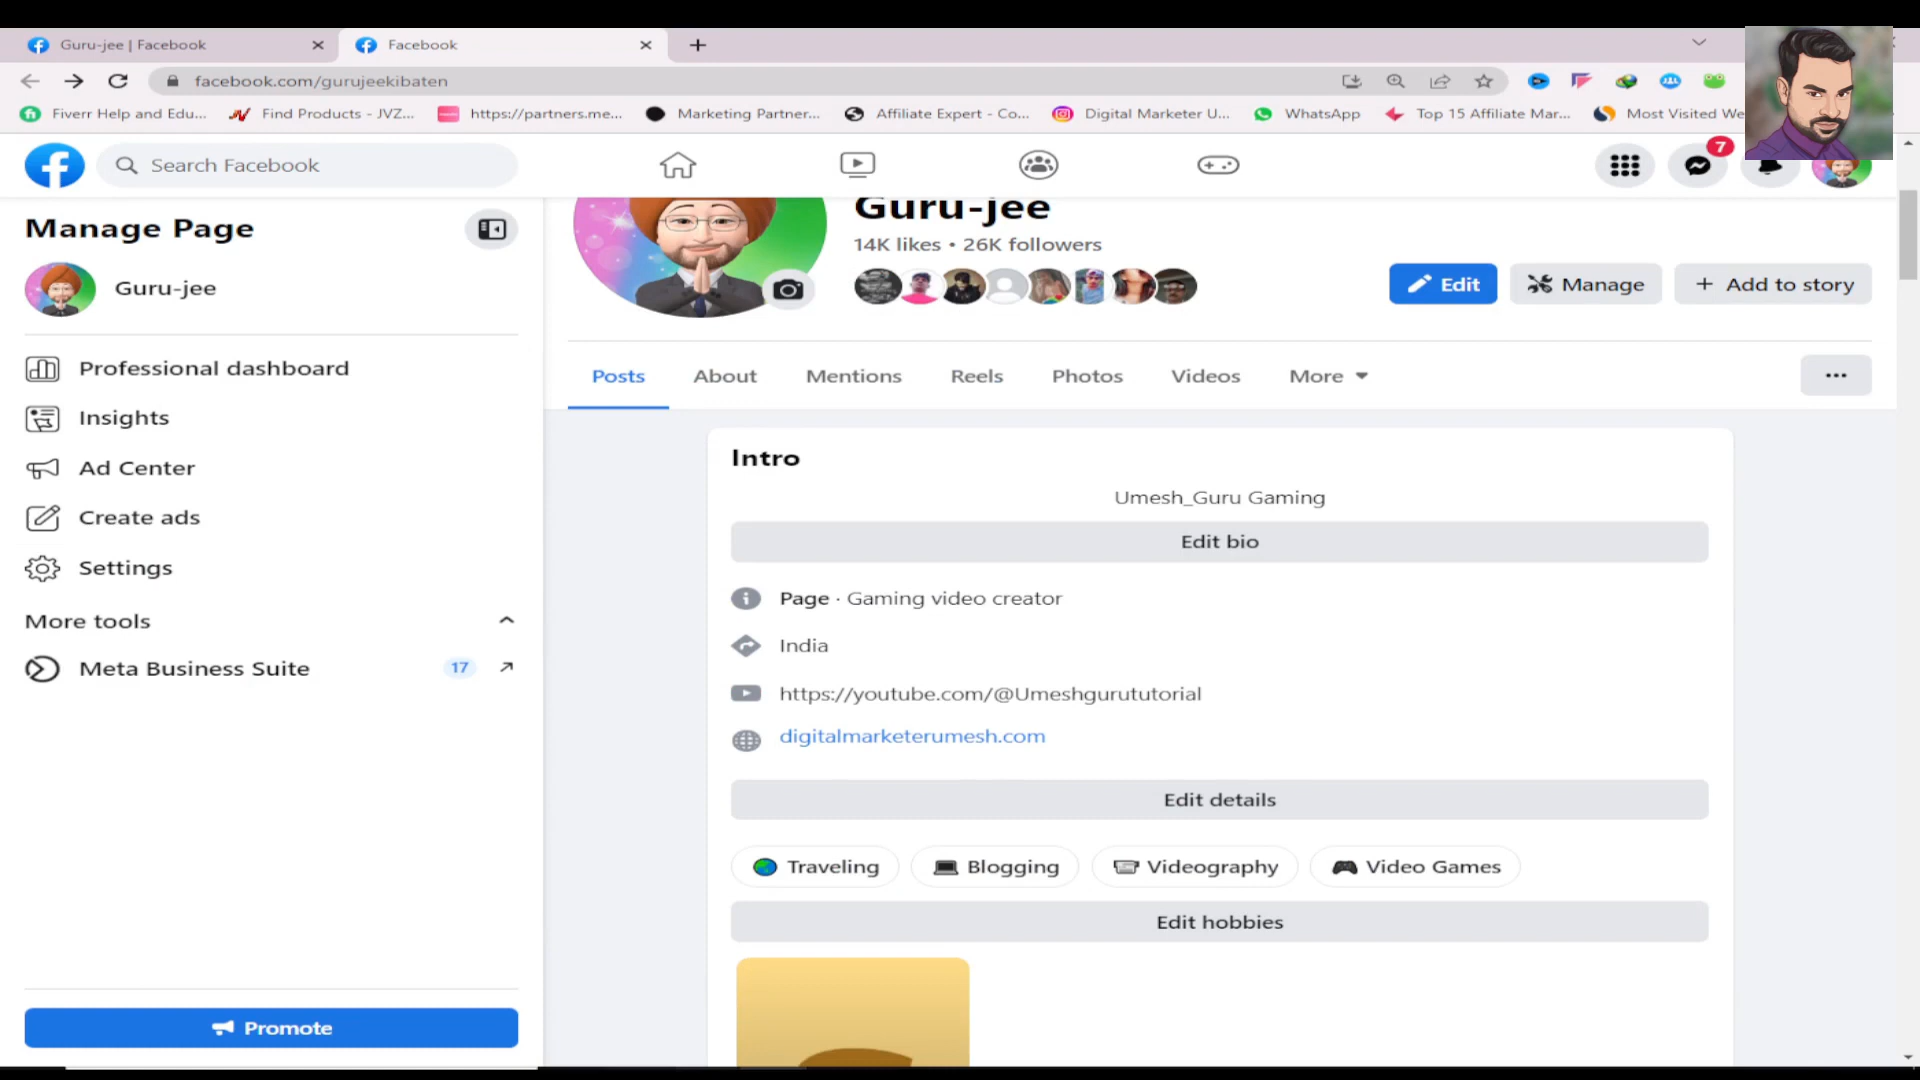 Guru-jee | Facebook
Facebook
facebook.com/gurujeekibaten
Fiverr Help and Edu...
Find Products - JVZ...
https://partners.me...
Marketing Partner...
Affiliate Expert - Co...
Digital Marketer U...
WhatsApp
Top 15 Affiliate Mar...
Most Visited We
Search Facebook
7
Manage Page
Guru-jee
Professional dashboard
Insights
Ad Center
Create ads
Settings
More tools
Meta Business Suite
17
Promote
Guru-jee
14K likes • 26K followers
Edit
Manage
+ Add to story
Posts
About
Mentions
Reels
Photos
Videos
More
Intro
Umesh_Guru Gaming
Edit bio
Page · Gaming video creator
India
https://youtube.com/@Umeshgurututorial
digitalmarketerumesh.com
Edit details
Traveling
Blogging
Videography
Video Games
Edit hobbies